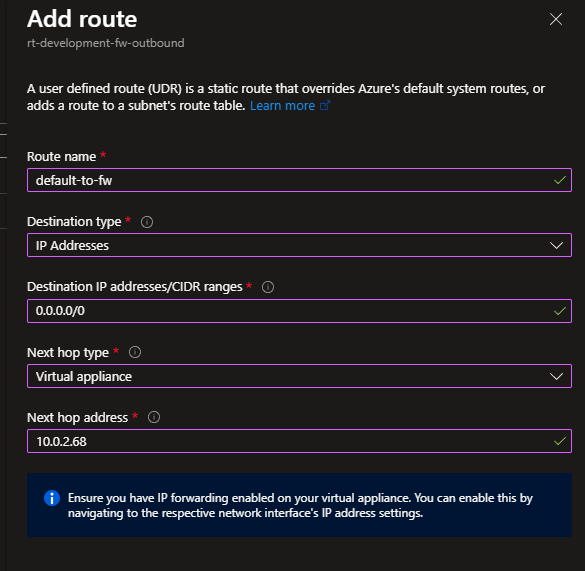 Add route
rt-development-fw-outbound
A user defined route (UDR) is a static route that overrides Azure's default system routes, or
adds a route to a subnet's route table. Learn more
Route name *
default-to-fw
Destination type *
IP Addresses
Destination IP addresses/CIDR ranges *
0.0.0.0/0
Next hop type *
Virtual appliance
Next hop address *
10.0.2.68
Ensure you have IP forwarding enabled on your virtual appliance. You can enable this by
navigating to the respective network interface's IP address settings.